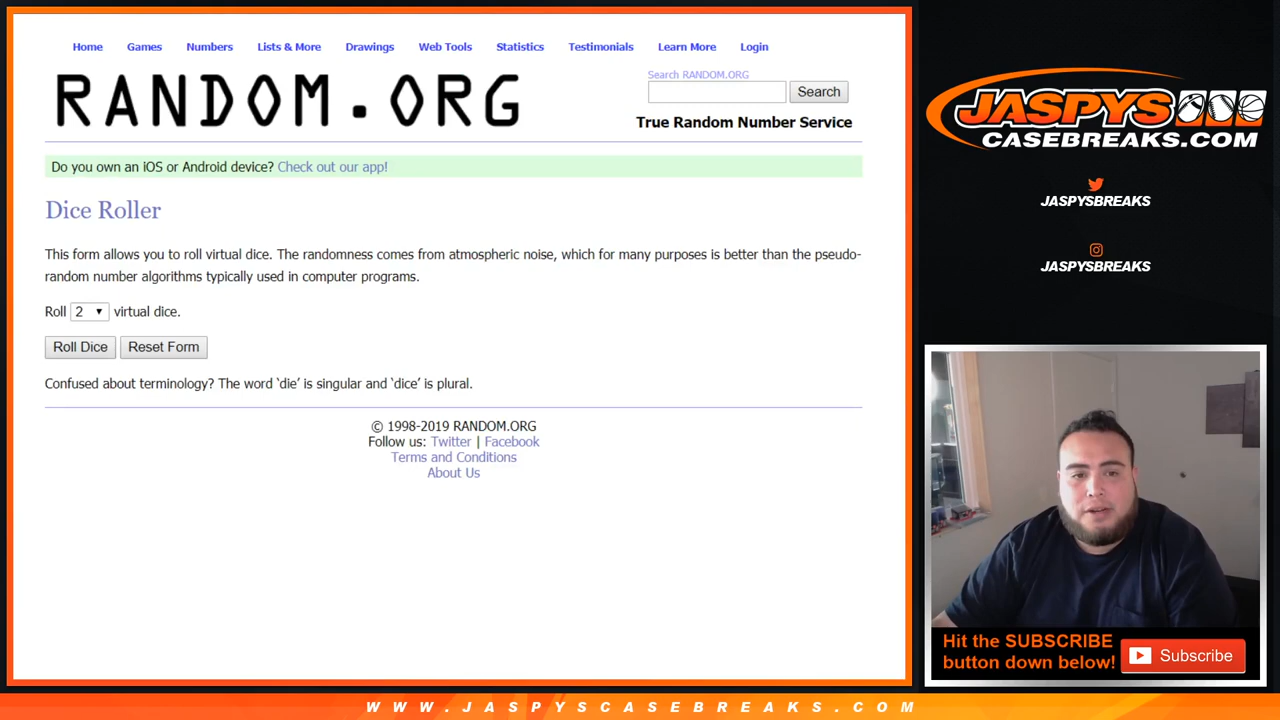 Home Games Numbers Lists & More Drawings Web Tools Statistics Testimonials Learn More Login
RANDOM.ORG
Search RANDOM.ORG
Search
True Random Number Service
Do you own an iOS or Android device? Check out our app!
Dice Roller
This form allows you to roll virtual dice. The randomness comes from atmospheric noise, which for many purposes is better than the pseudo-
random number algorithms typically used in computer programs.
Roll 2 virtual dice.
Roll Dice Reset Form
Confused about terminology? The word ‘die’ is singular and ‘dice’ is plural.
© 1998-2019 RANDOM.ORG
Follow us: Twitter | Facebook
Terms and Conditions
About Us
JASPYS
CASEBREAKS.COM
JASPYSBREAKS
JASPYSBREAKS
Hit the SUBSCRIBE
button down below!
Subscribe
WWW.JASPYSCASEBREAKS.COM